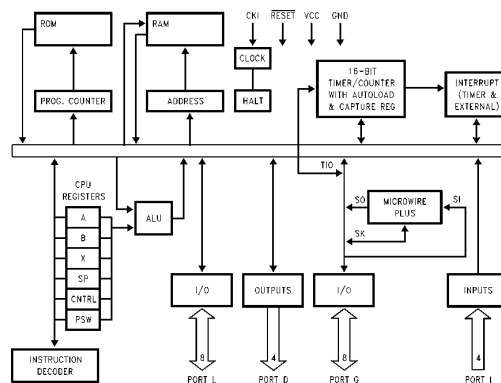 ROM
RAM
CKI
RESET
VCC
GND
CLOCK
HALT
PROG. COUNTER
ADDRESS
16-BIT
TIMER/COUNTER
WITH AUTOLOAD
& CAPTURE REG
INTERRUPT
(TIMER &
EXTERNAL)
TIO
CPU
REGISTERS
A
B
X
SP
CNTRL
PSW
ALU
SO
MICROWIRE
PLUS
SI
SK
I/O
OUTPUTS
I/O
INPUTS
INSTRUCTION
DECODER
8
4
8
4
PORT L
PORT D
PORT G
PORT I